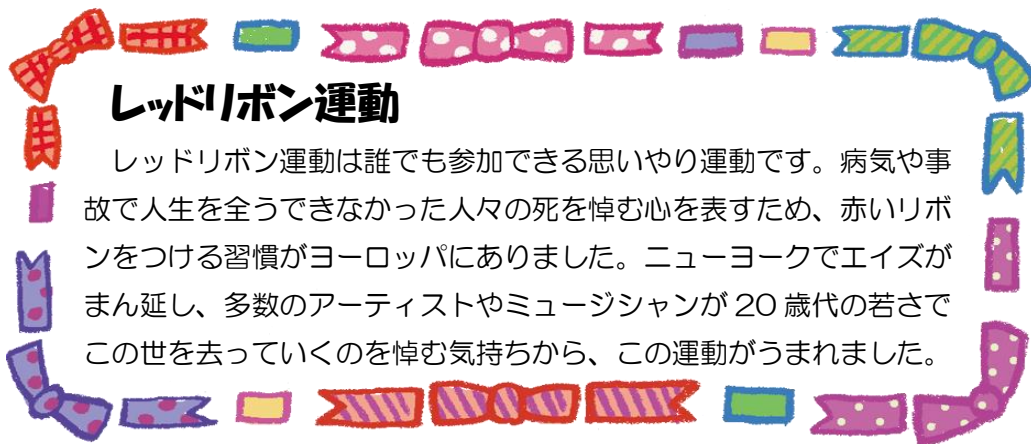 レッドリボン運動
レッドリボン運動は誰でも参加できる思いやり運動です。病気や事
故で人生を全うできなかった人々の死を悼む心を表すため、赤いリボ
ンをつける習慣がヨーロッパにありました。ニューヨークでエイズが
まん延し、多数のアーティストやミュージシャンが 20 歳代の若さで
この世を去っていくのを悼む気持ちから、この運動がうまれました。